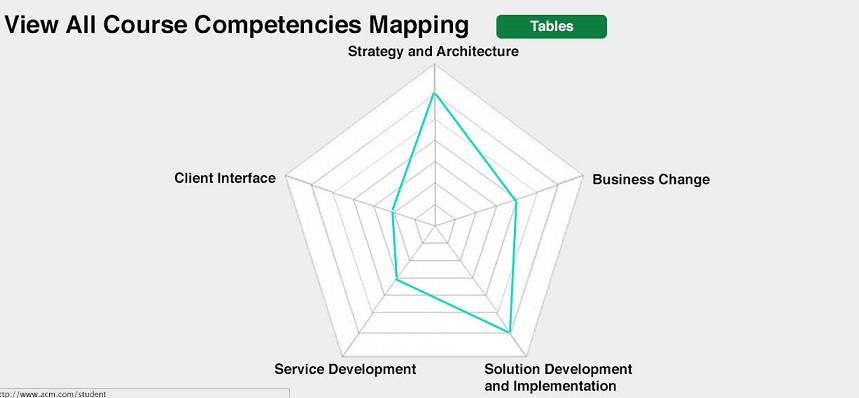 View All Course Competencies Mapping
Tables
Strategy and Architecture
Client Interface
Business Change
Service Development
Solution Development
and Implementation
ttp://www.acm.com/student